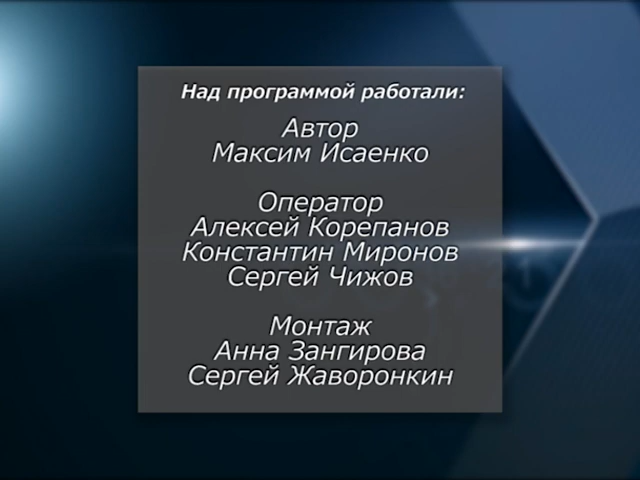 Над программой работали:
Автор
Максим Исаенко
Оператор
Алексей Корепанов
Константин Миронов
Сергей Чижов
Монтаж
Анна Зангирова
Сергей Жаворонкин